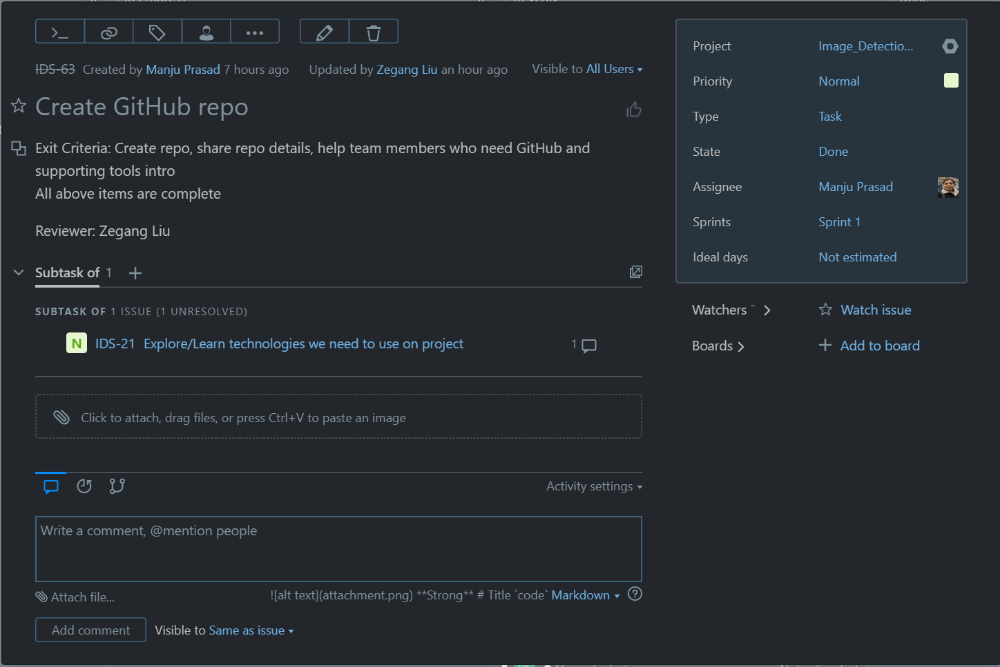 IDS-63 Created by Manju Prasad 7 hours ago Updated by Zegang Liu an hour ago Visible to All Users
Create GitHub repo
Exit Criteria: Create repo, share repo details, help team members who need GitHub and
supporting tools intro
All above items are complete
Reviewer: Zegang Liu
Subtask of 1
SUBTASK OF 1 ISSUE (1 UNRESOLVED)
N IDS-21 Explore/Learn technologies we need to use on project 1
Click to attach, drag files, or press Ctrl+V to paste an image
Activity settings
Write a comment, @mention people
Attach file... ![alt text](attachment.png) **Strong** # Title `code` Markdown
Add comment Visible to Same as issue
Project Image_Detectio...
Priority Normal
Type Task
State Done
Assignee Manju Prasad
Sprints Sprint 1
Ideal days Not estimated
Watchers - Watch issue
Boards Add to board